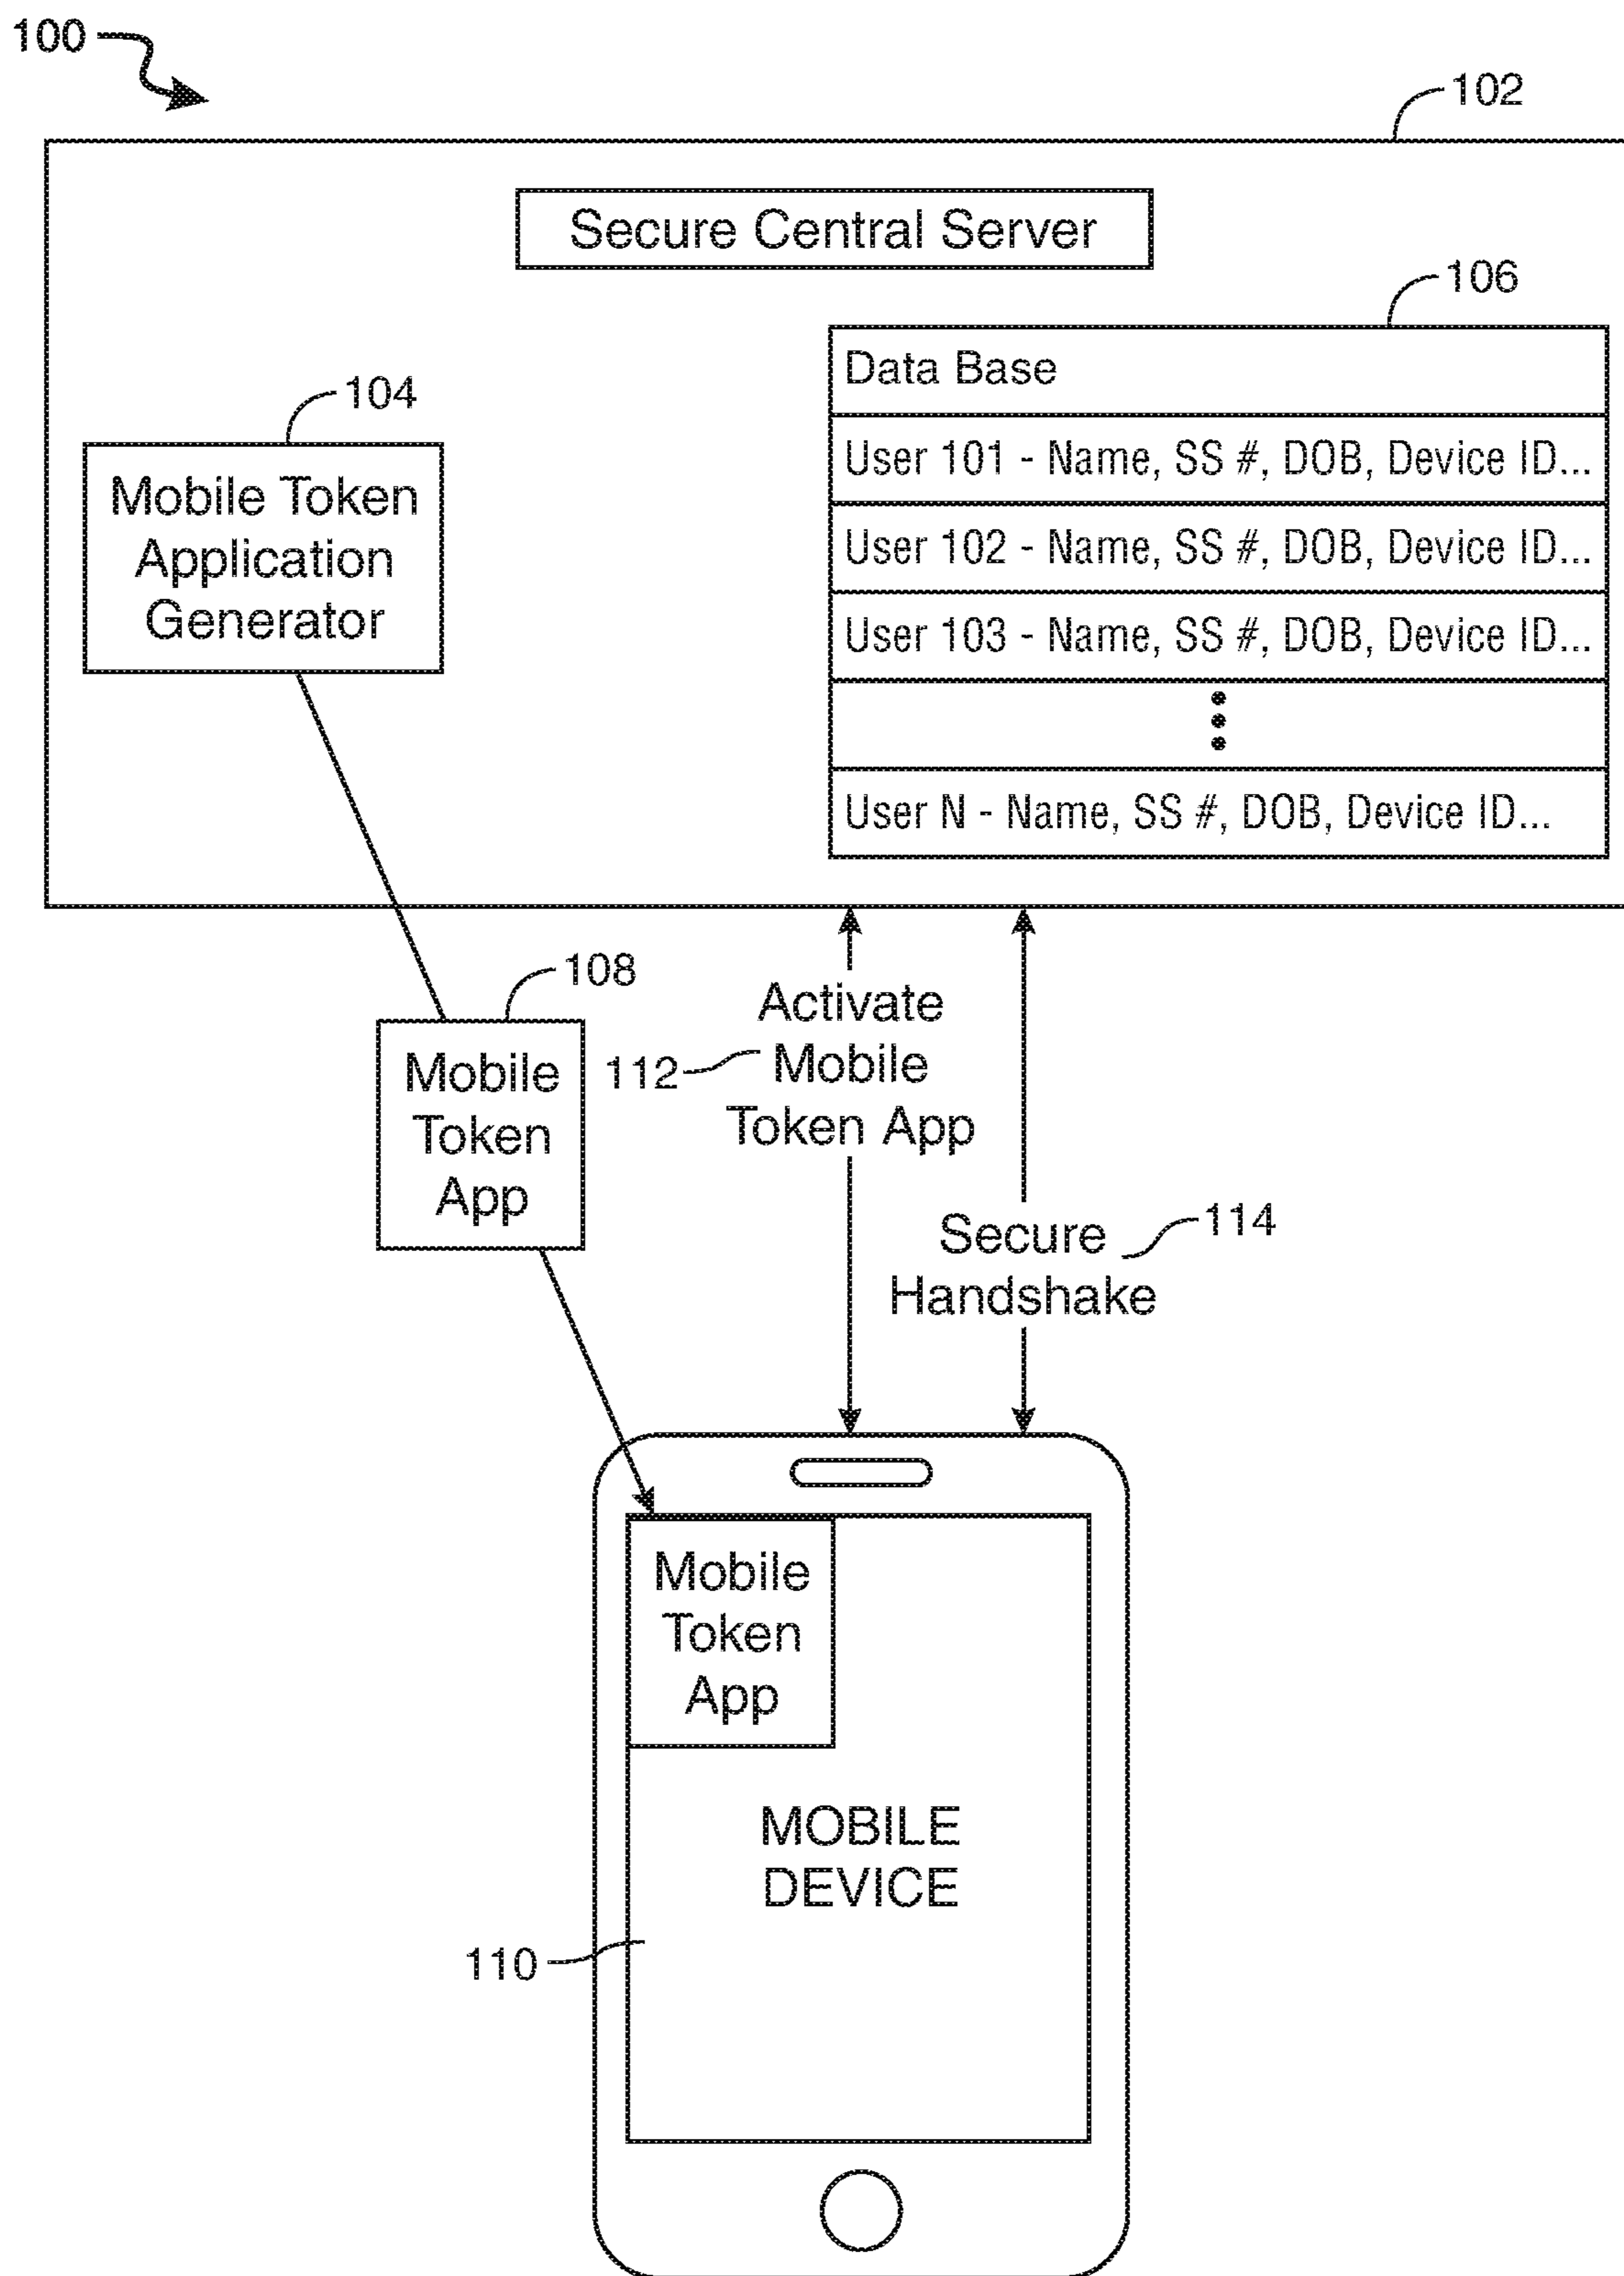 100
102
Secure Central Server
106
Data Base
104
User 101 - Name, SS #, DOB, Device ID...
Mobile Token
Application
Generator
User 102 - Name, SS #, DOB, Device ID...
User 103 - Name, SS #, DOB, Device ID...
User N - Name, SS #, DOB, Device ID...
108
Mobile
Token
App
112
Activate
Mobile
Token App
114
Secure
Handshake
Mobile
Token
App
MOBILE
DEVICE
110